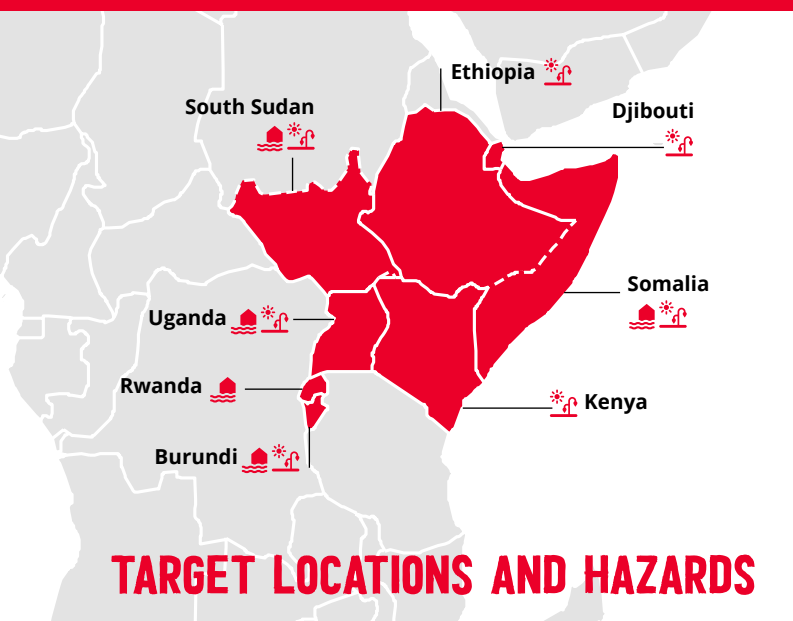 Ethiopia
South Sudan
Djibouti
Somalia
Uganda
Rwanda
Kenya
Burundi
TARGET LOCATIONS AND HAZARDS